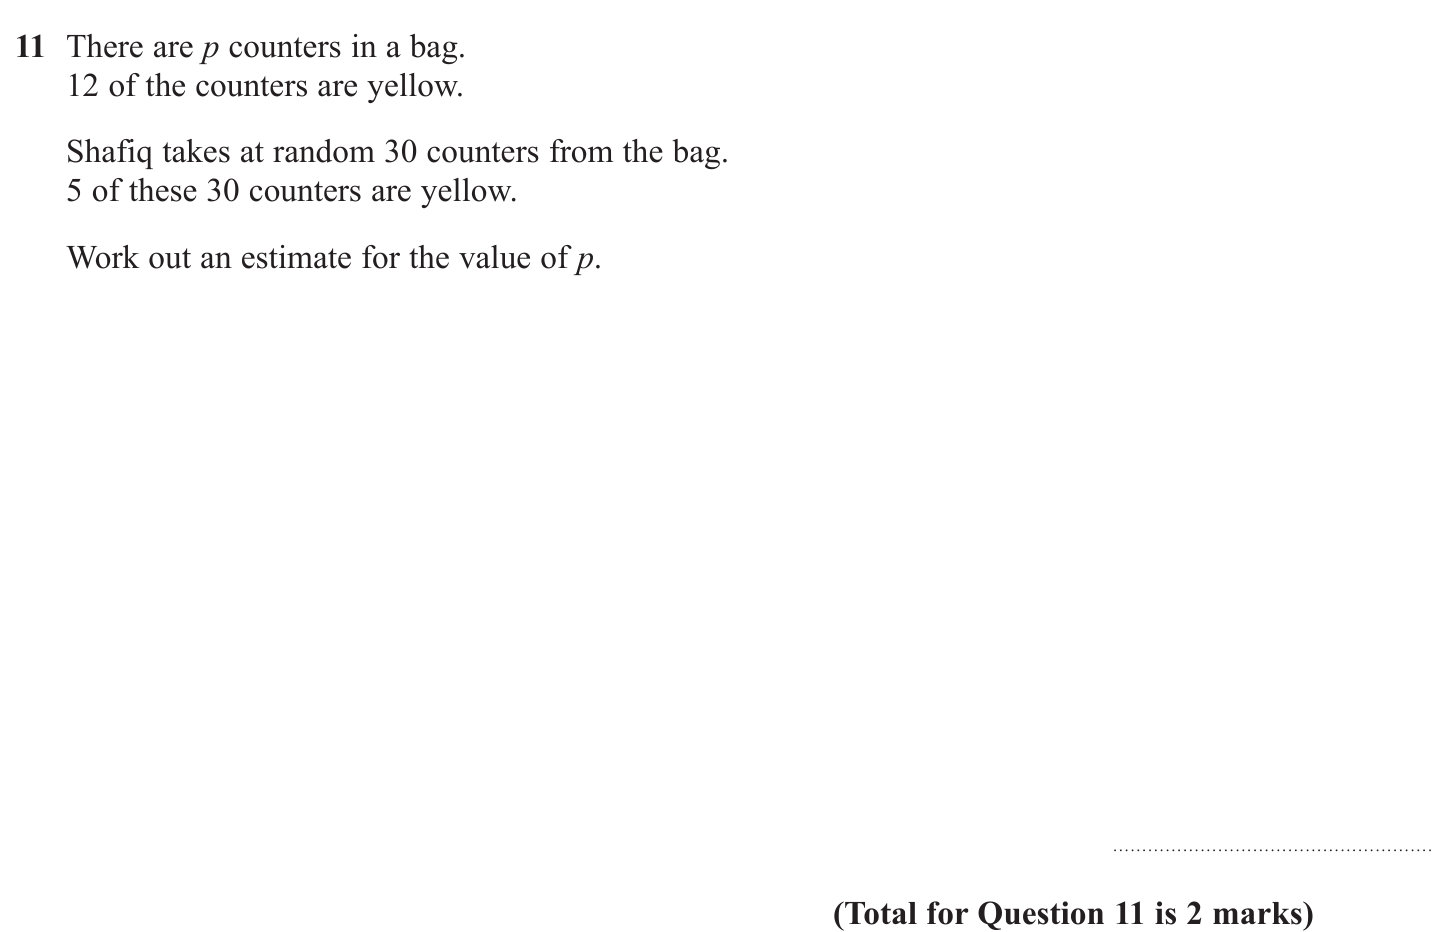 11 There are p counters in a bag.
12 of the counters are yellow.
Shafiq takes at random 30 counters from the bag.
5 of these 30 counters are yellow.
Work out an estimate for the value of p.
(Total for Question 11 is 2 marks)